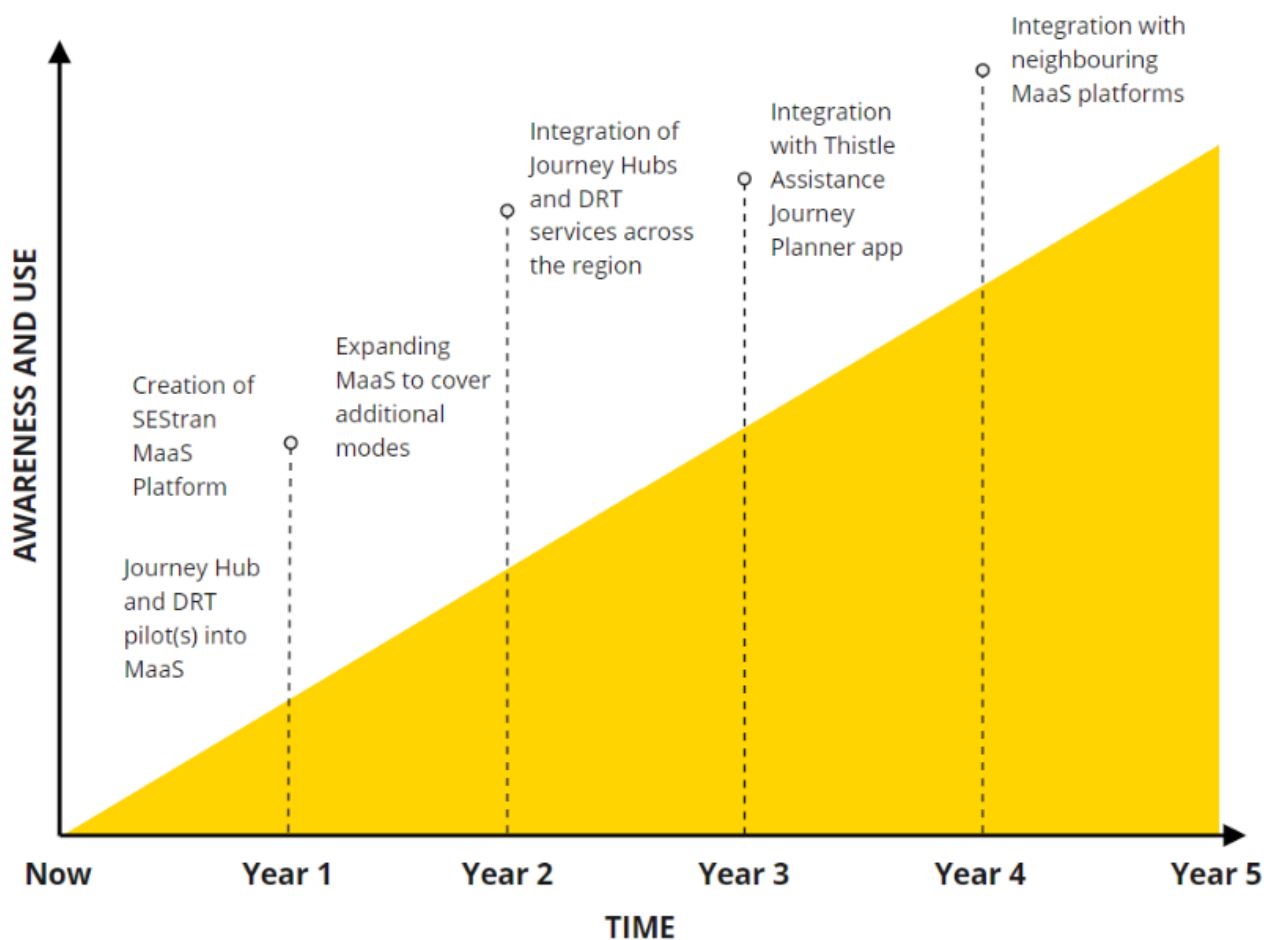 AWARENESS AND USE
Journey Hub
and DRT
pilot(s) into
MaaS
Creation of
SEStran
MaaS
Platform
Expanding
MaaS to cover
additional
modes
Integration of
Journey Hubs
and DRT
services across
the region
Integration
with Thistle
Assistance
Journey
Planner app
Integration with
neighbouring
MaaS platforms
Now
Year 1
Year 2
Year 3
Year 4
Year 5
TIME